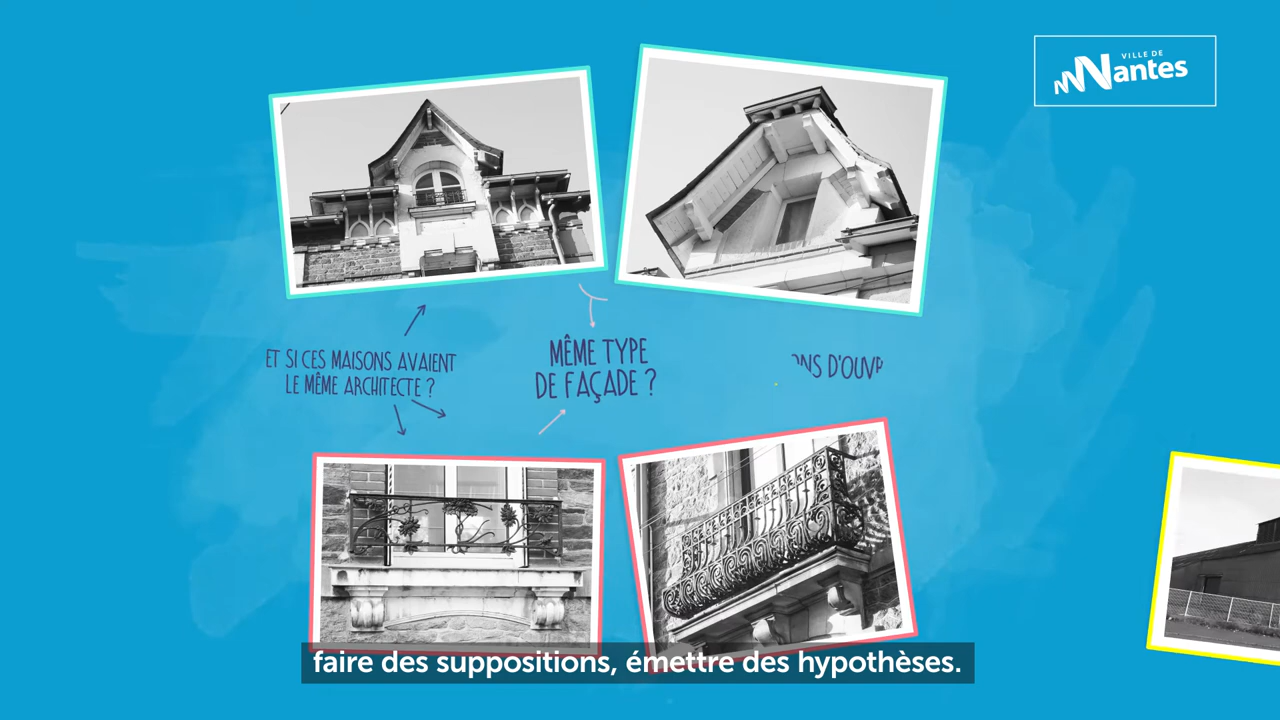 VILLE DE
Nantes
ET SI CES MAISONS AVAIENT
LE MÊME ARCHITECTE ?
MÊME TYPE
DE FAÇADE ?
faire des suppositions, émettre des hypothèses.